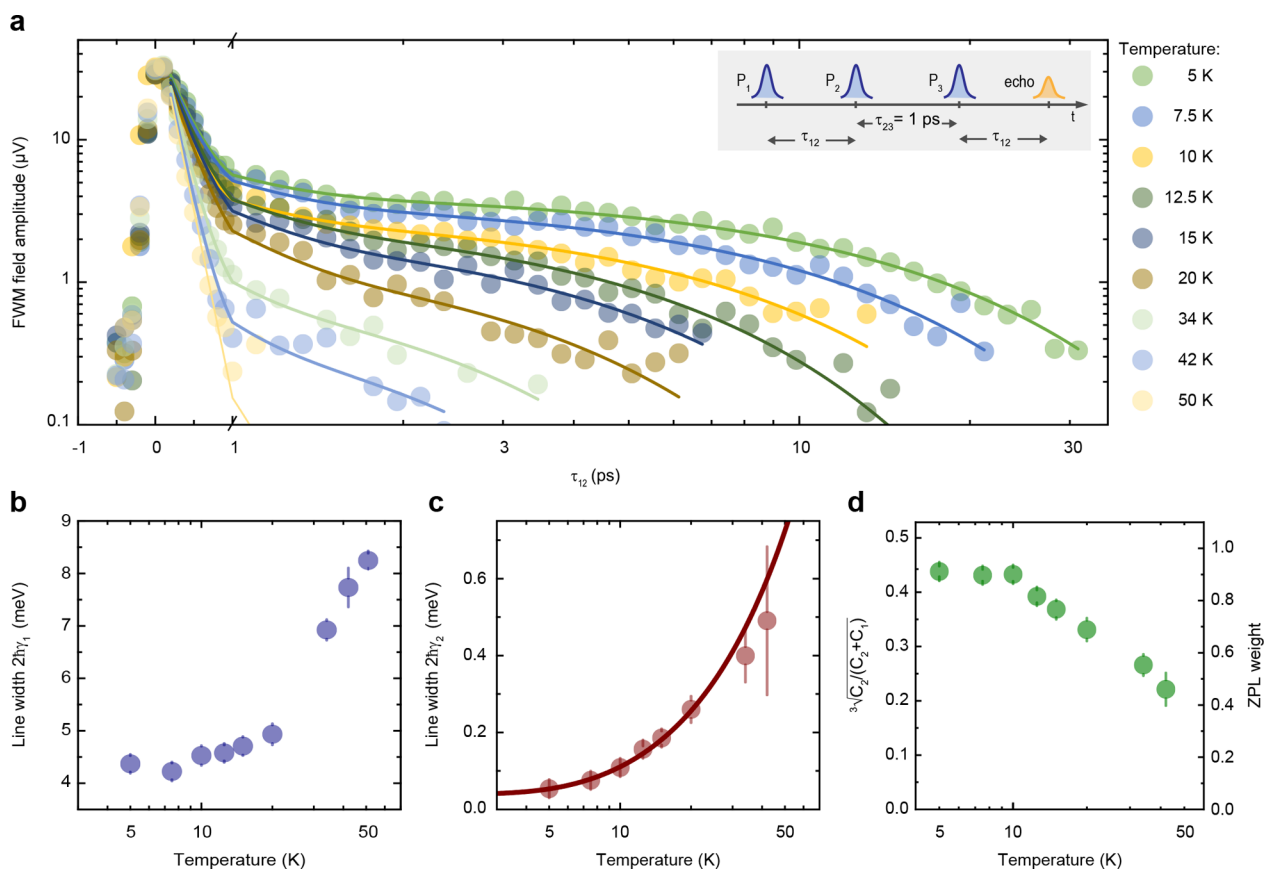 a
FWM field amplitude (μV)
10
1
0.1
-1 0 1 3 10 30
τ12 (ps)
P1 P2 P3 echo
τ23= 1 ps t
τ12 τ12
Temperature:
5 K
7.5 K
10 K
12.5 K
15 K
20 K
34 K
42 K
50 K
b
Line width 2ℏγ1 (meV)
9
8
7
6
5
4
5 10 50
Temperature (K)
c
Line width 2ℏγ2 (meV)
0.6
0.4
0.2
0.0
5 10 50
Temperature (K)
d
³√C2/(C2+C1)
0.5
0.4
0.3
0.2
0.1
0.0
5 10 50
Temperature (K)
1.0
0.8
0.6
0.4
0.2
0.0
ZPL weight